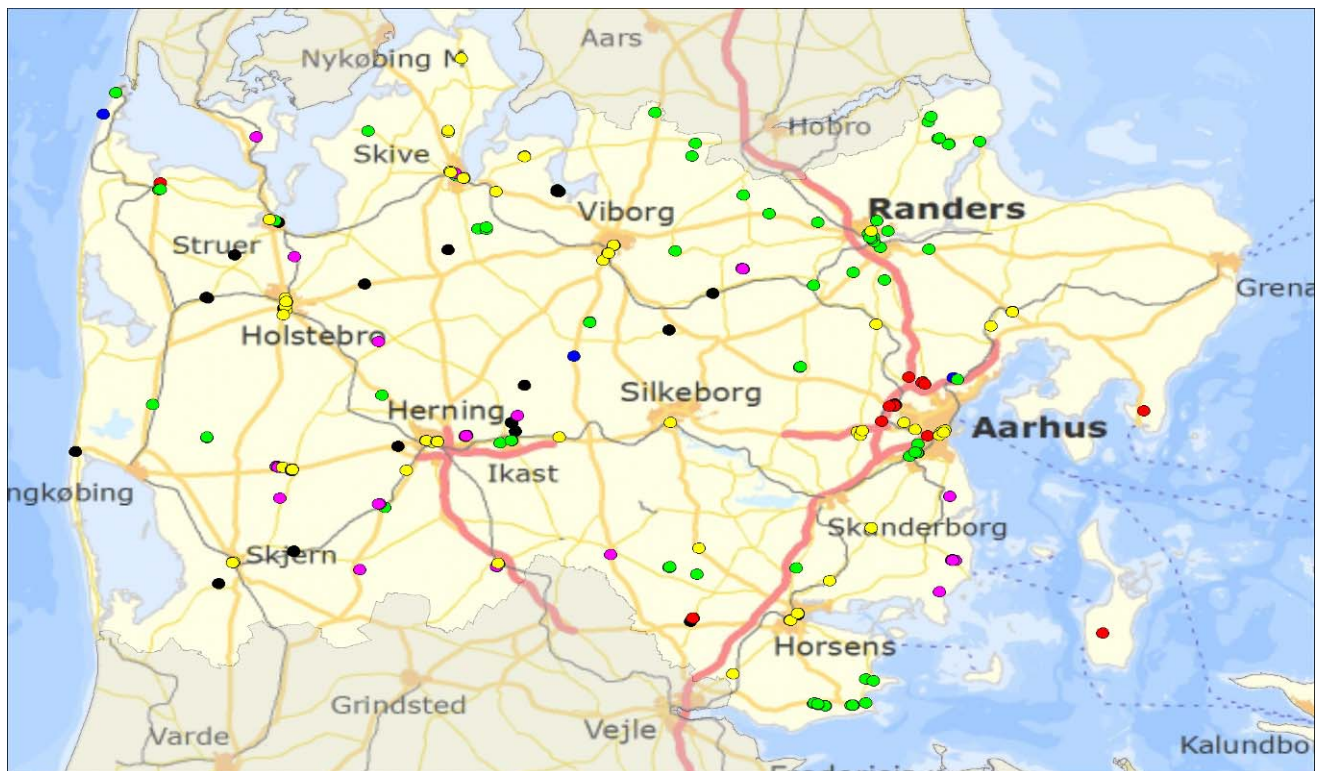 Aars
Nykøbing M
Hobro
Skive
Randers
Viborg
Struer
Grena
Holstebro
Silkeborg
Herning
Aarhus
Ikast
ngkøbing
Skanderborg
Skjern
Horsens
Grindsted
Vejle
Varde
Kalundbo